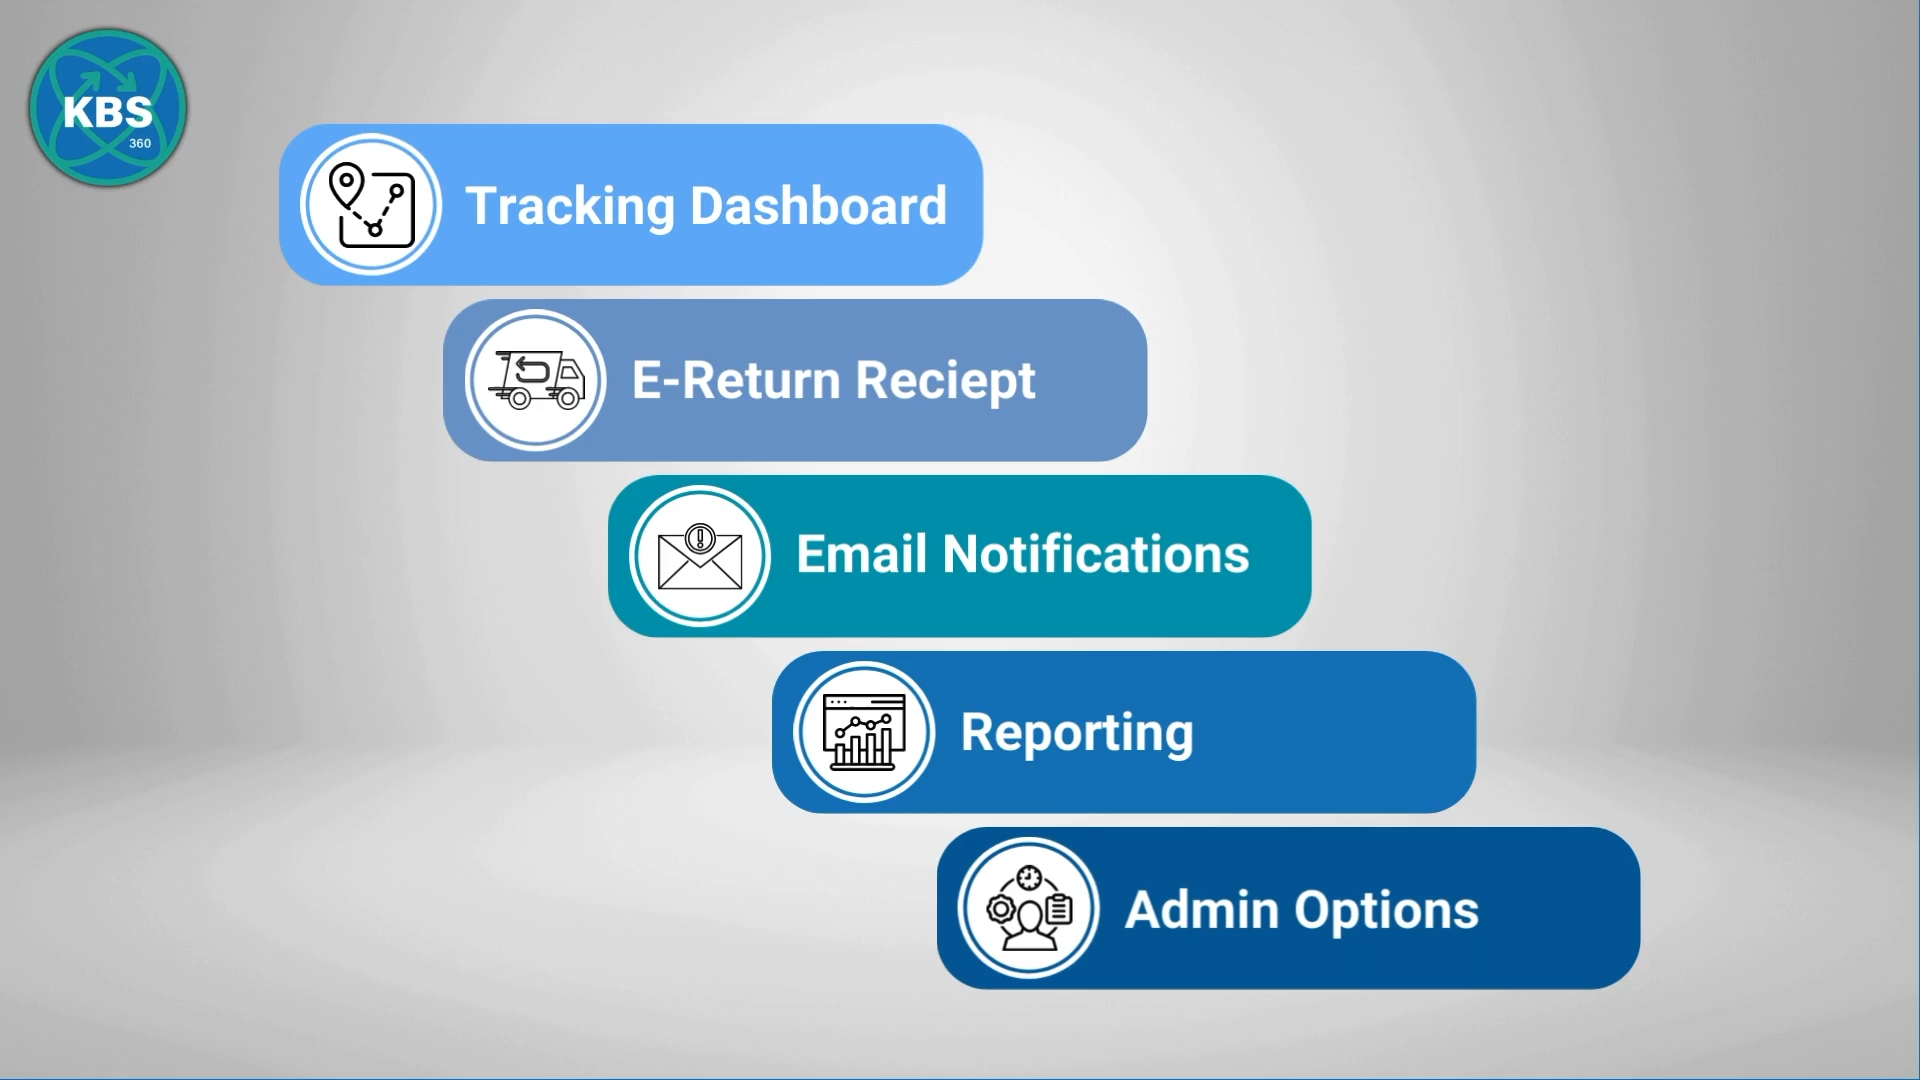 KBS
360
Tracking Dashboard
E-Return Reciept
Email Notifications
Reporting
Admin Options